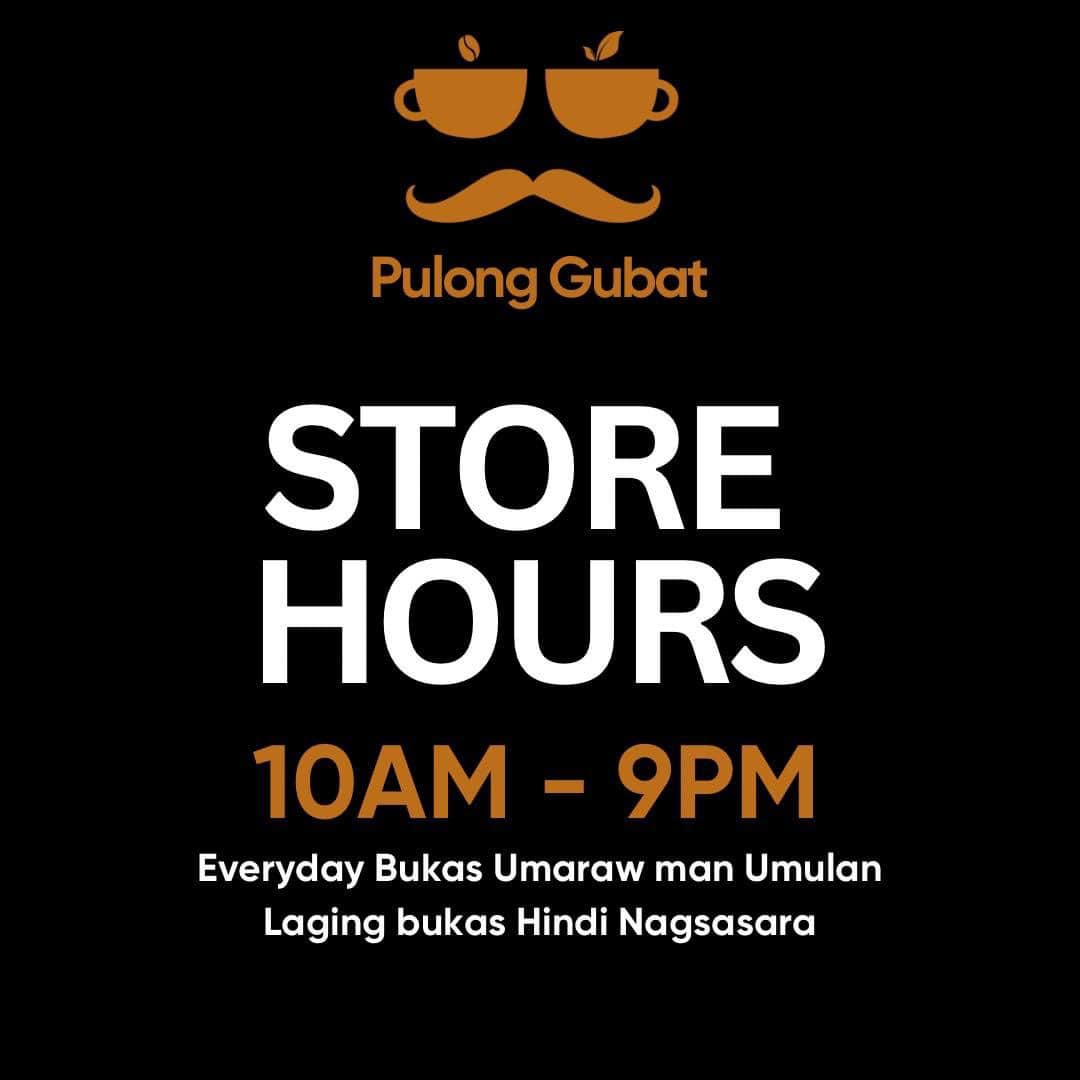 Pulong Gubat
STORE
HOURS
10AM - 9PM
Everyday Bukas Umaraw man Umulan
Laging bukas Hindi Nagsasara